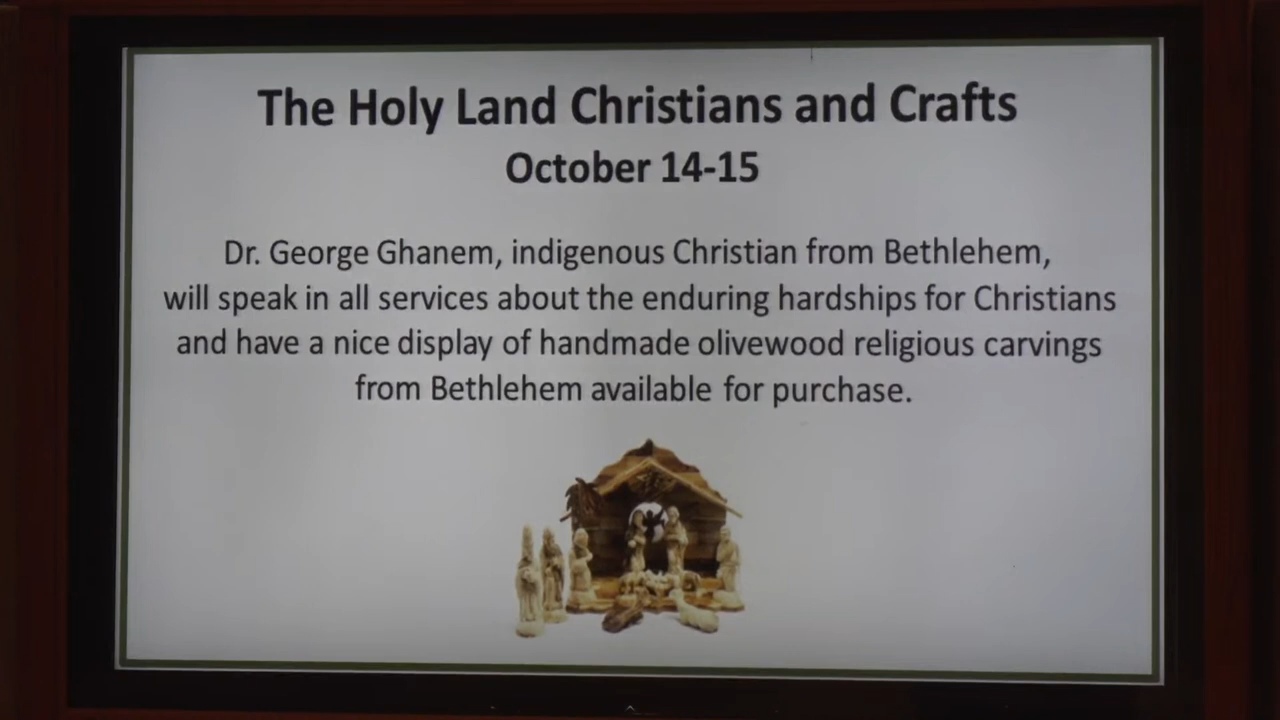 The Holy Land Christians and Crafts
October 14-15
Dr. George Ghanem, indigenous Christian from Bethlehem,
will speak in all services about the enduring hardships for Christians
and have a nice display of handmade olivewood religious carvings
from Bethlehem available for purchase.